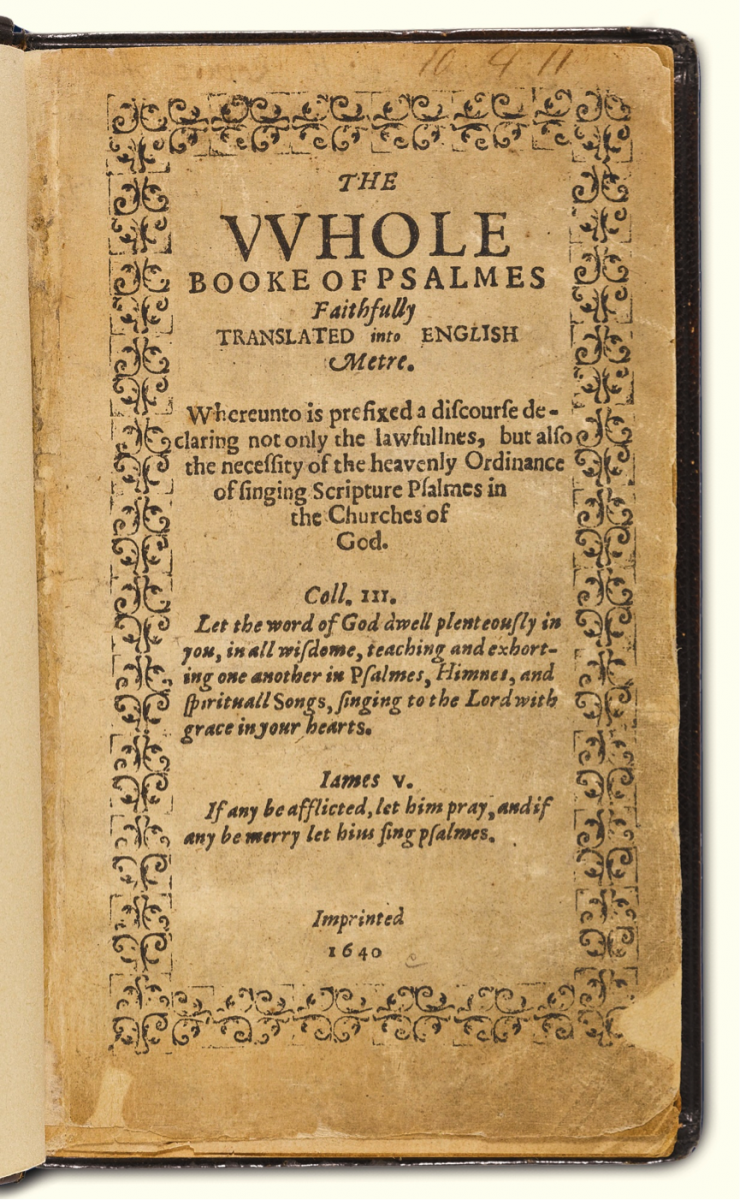 10 4 11
THE
VVHOLE
BOOKE OF PSALMES
Faithfully
TRANSLATED into ENGLISH
Metre.
Whereunto is prefixed a diſcourſe de-
claring not only the lawfullnes, but alſo
the neceſſity of the heavenly Ordinance
of ſinging Scripture Pſalmes in
the Churches of
God.
Coll. III.
Let the word of God dwell plenteouſly in
you, in all wiſdome, teaching and exhort-
ing one another in Pſalmes, Himnes, and
ſpirituall Songs, ſinging to the Lord with
grace in your hearts.
Iames V.
If any be afflicted, let him pray, and if
any be merry let him ſing pſalmes.
Imprinted
1640